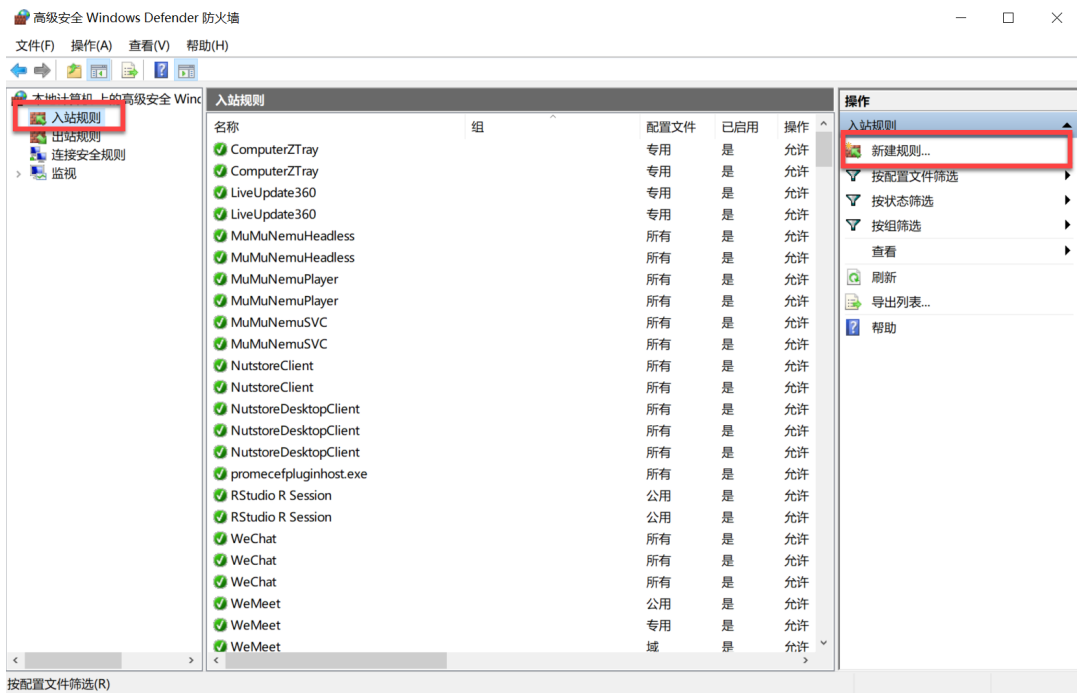 高级安全 Windows Defender 防火墙
文件(F) 操作(A) 查看(V) 帮助(H)
本地计算机 上的高级安全 Wind
入站规则
出站规则
连接安全规则
监视
入站规则
名称 组 配置文件 已启用 操作
ComputerZTray 专用 是 允许
ComputerZTray 专用 是 允许
LiveUpdate360 专用 是 允许
LiveUpdate360 专用 是 允许
MuMuNemuHeadless 所有 是 允许
MuMuNemuHeadless 所有 是 允许
MuMuNemuPlayer 所有 是 允许
MuMuNemuPlayer 所有 是 允许
MuMuNemuSVC 所有 是 允许
MuMuNemuSVC 所有 是 允许
NutstoreClient 所有 是 允许
NutstoreClient 所有 是 允许
NutstoreDesktopClient 所有 是 允许
NutstoreDesktopClient 所有 是 允许
NutstoreDesktopClient 所有 是 允许
promecefpluginhost.exe 所有 是 允许
RStudio R Session 公用 是 允许
RStudio R Session 公用 是 允许
WeChat 所有 是 允许
WeChat 所有 是 允许
WeChat 所有 是 允许
WeMeet 公用 是 允许
WeMeet 专用 是 允许
WeMeet 域 是 允许
操作
入站规则
新建规则...
按配置文件筛选
按状态筛选
按组筛选
查看
刷新
导出列表...
帮助
按配置文件筛选(R)